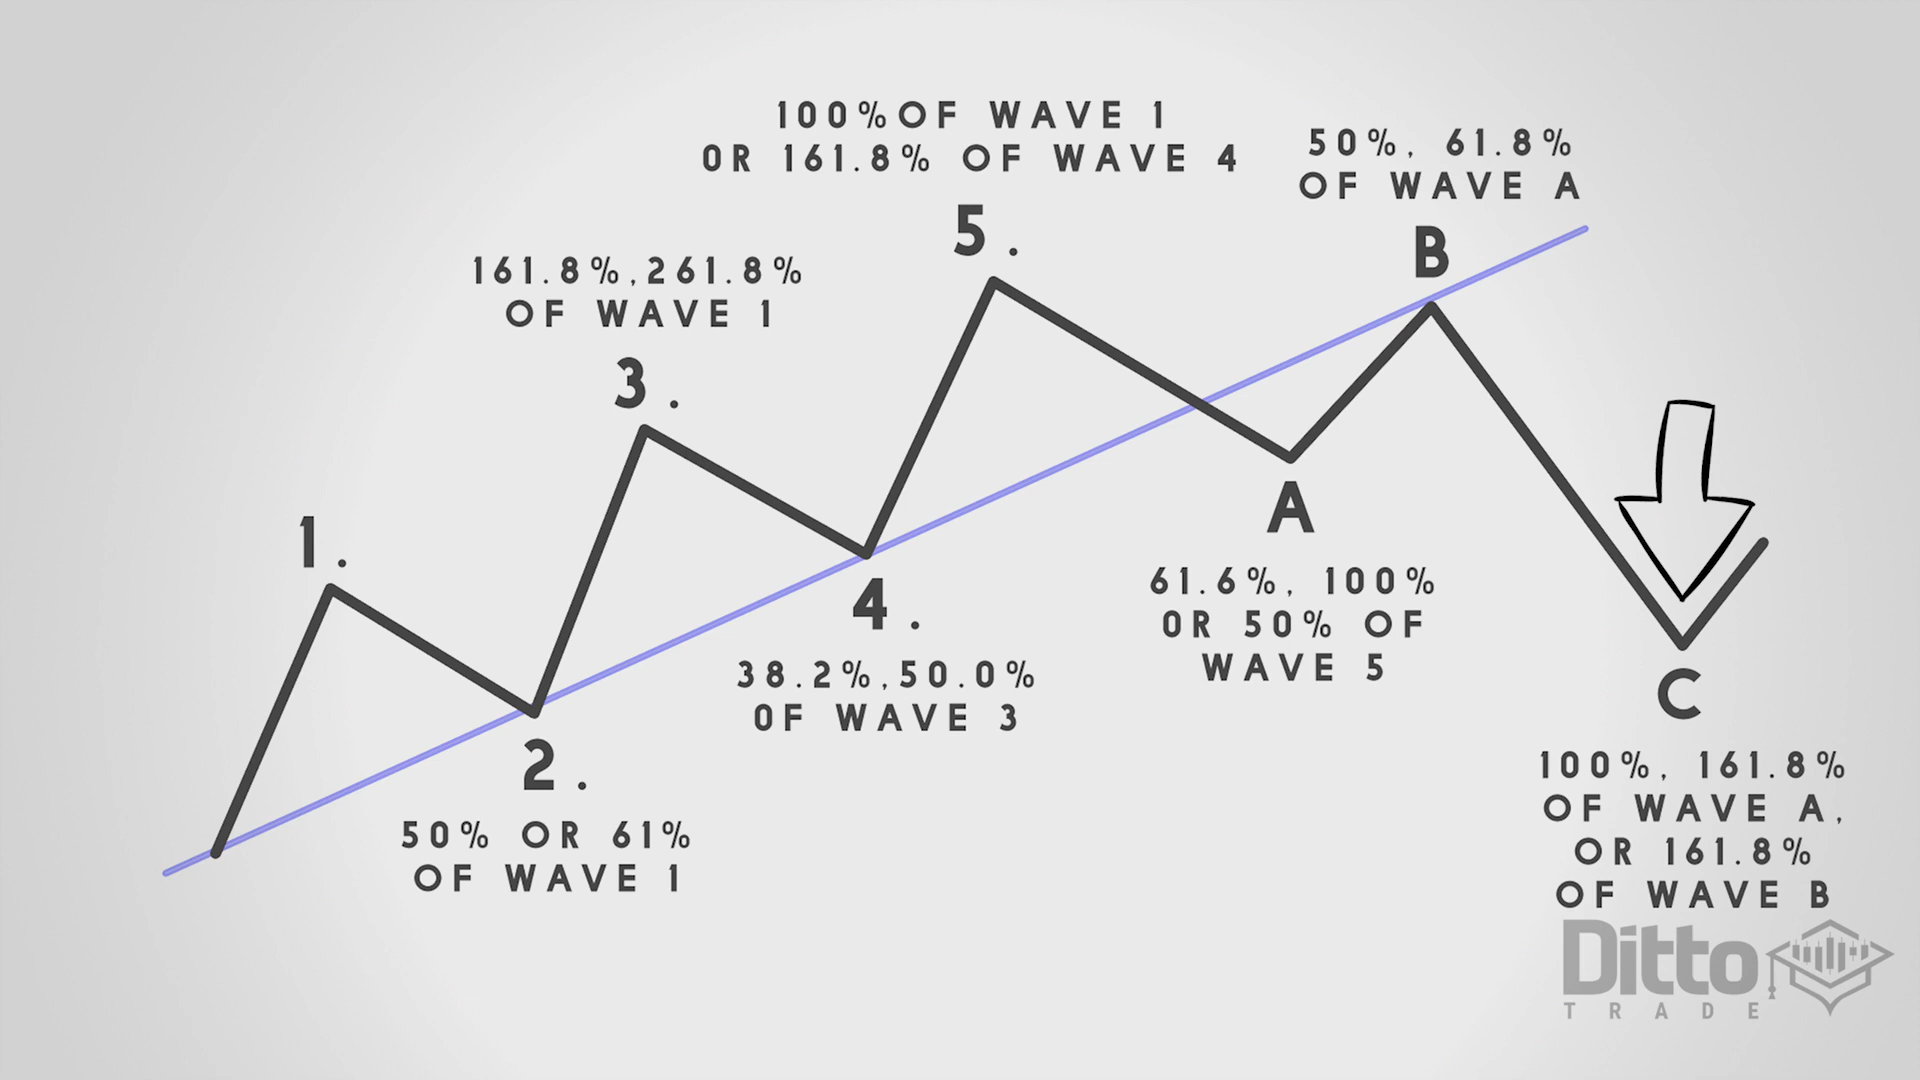 100%OF WAVE 1
OR 161.8% OF WAVE 4
5.
50%, 61.8%
OF WAVE A
B
161.8%,261.8%
OF WAVE 1
3.
1.
A
61.6%, 100%
OR 50% OF
WAVE 5
4.
38.2%,50.0%
OF WAVE 3
2.
50% OR 61%
OF WAVE 1
C
100%, 161.8%
OF WAVE A,
OR 161.8%
OF WAVE B
Ditto
TRADE